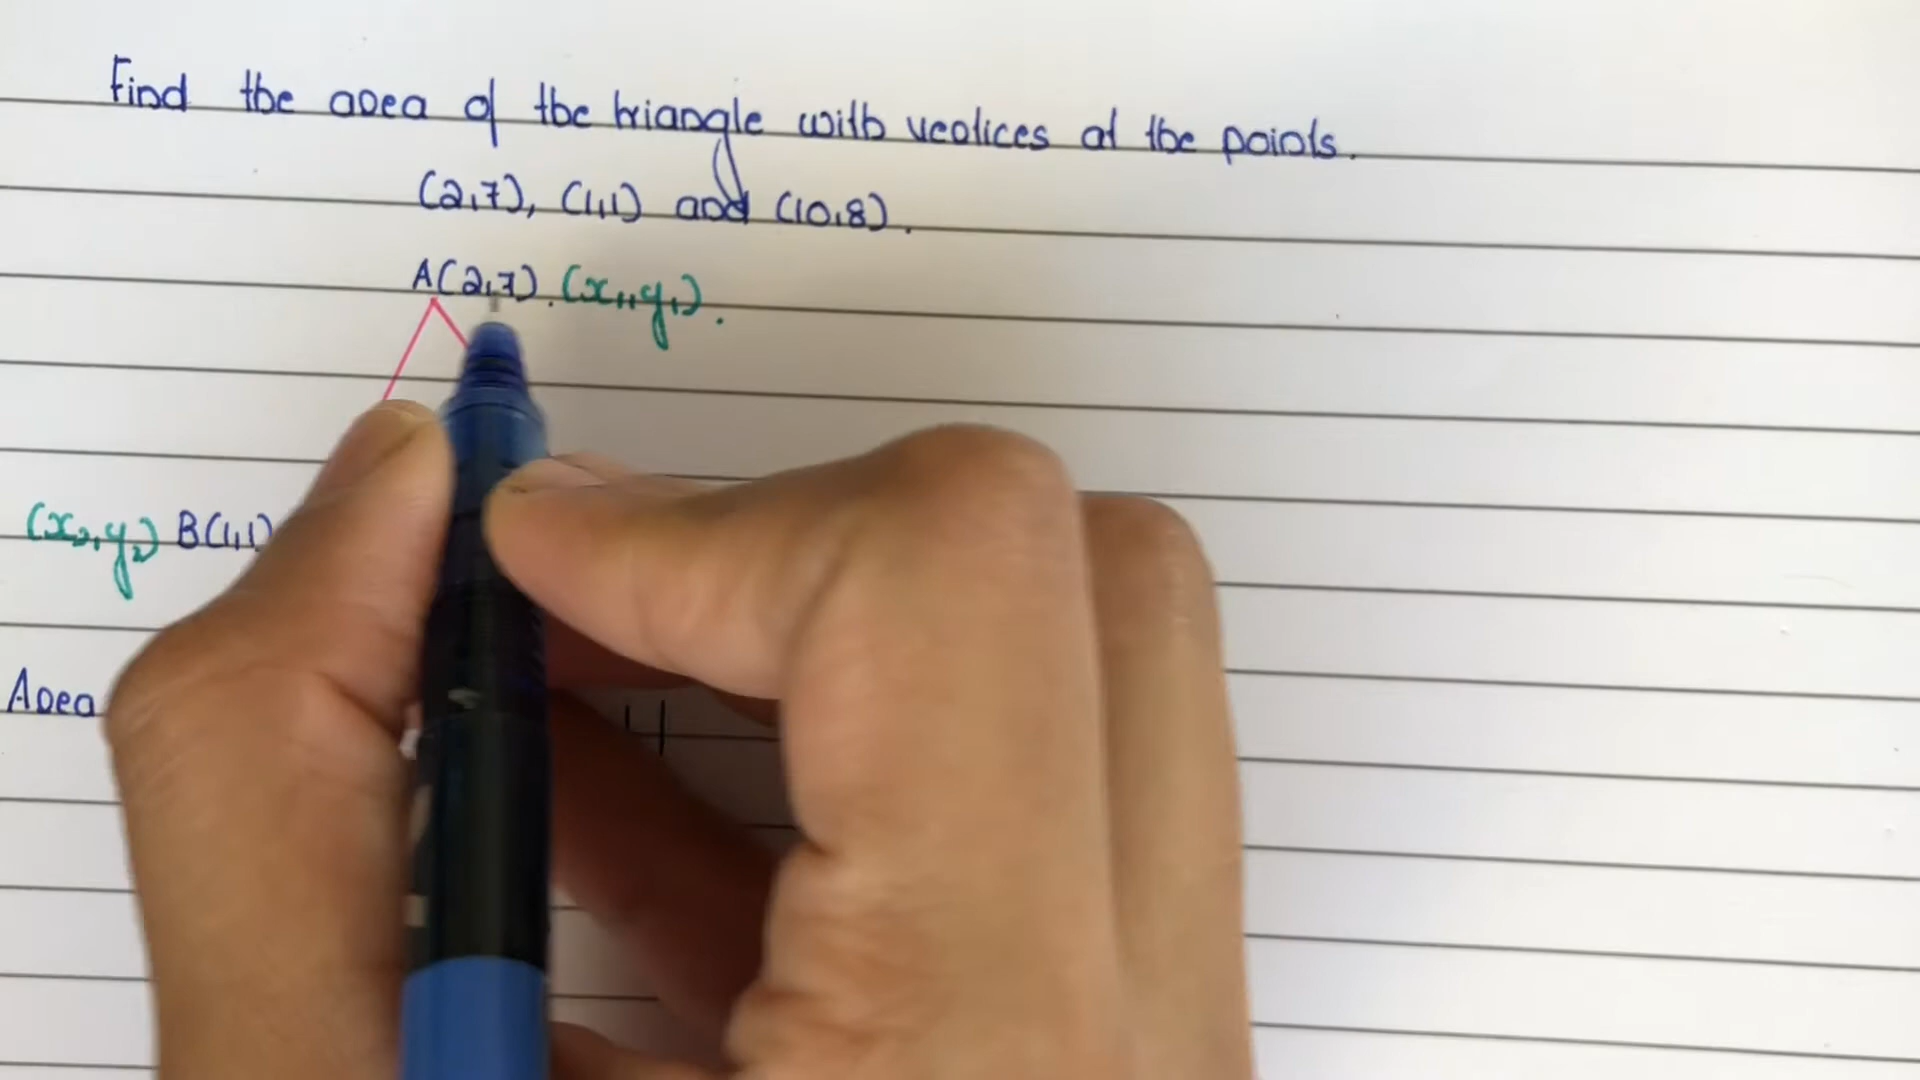 Find the area of the triangle with vertices at the points.
(2,7), (1,1) and (10,8).
A(2,7). (x₁,y₁).
(x₂,y₂) B(1,1)
Area
4